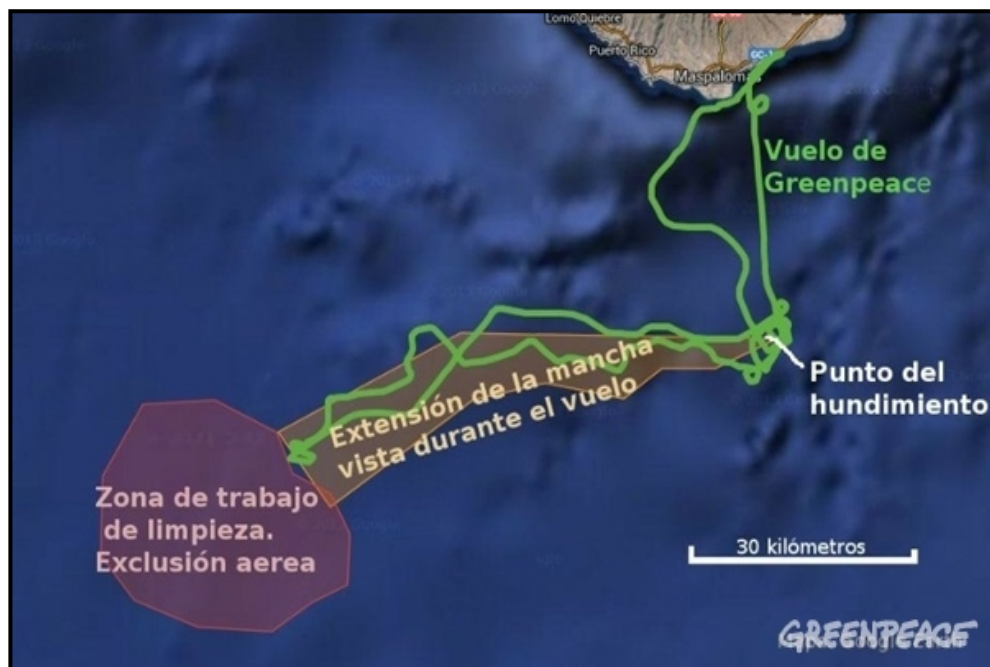 Lomo Quiebre
Puerto Rico
GC-1
Maspalomas
Vuelo de
Greenpeace
Extensión de la mancha
vista durante el vuelo
Punto del
hundimiento
Zona de trabajo
de limpieza.
Exclusión aerea
30 kilómetros
GREENPEACE